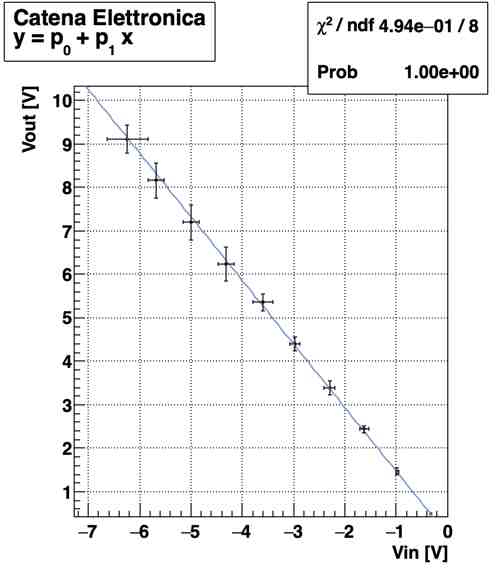 Catena Elettronica
y = p₀ + p₁ x
χ² / ndf 4.94e−01 / 8
Prob 1.00e+00
Vout [V]
10
9
8
7
6
5
4
3
2
1
−7 −6 −5 −4 −3 −2 −1 0
Vin [V]